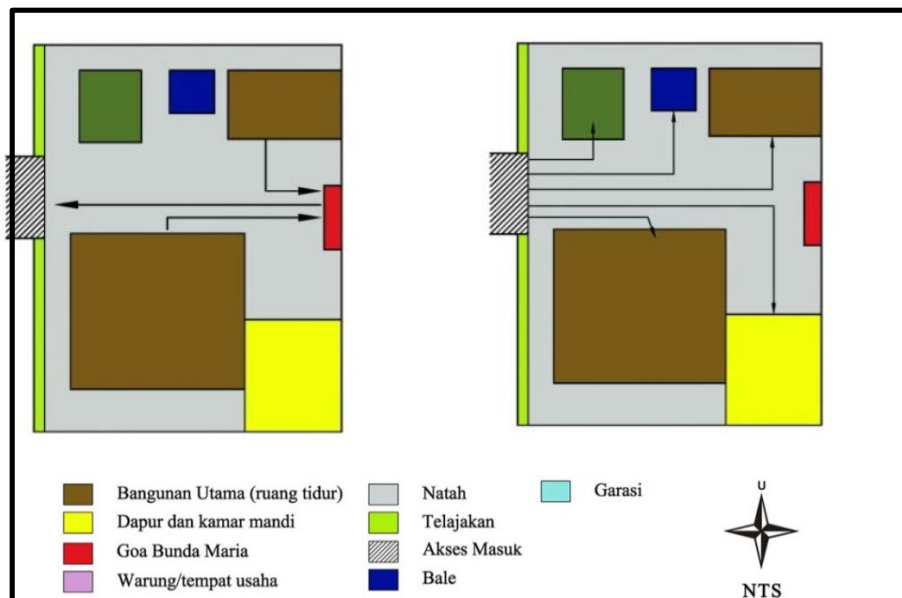 Bangunan Utama (ruang tidur)
Dapur dan kamar mandi
Goa Bunda Maria
Warung/tempat usaha
Natah
Telajakan
Akses Masuk
Bale
Garasi
U
NTS